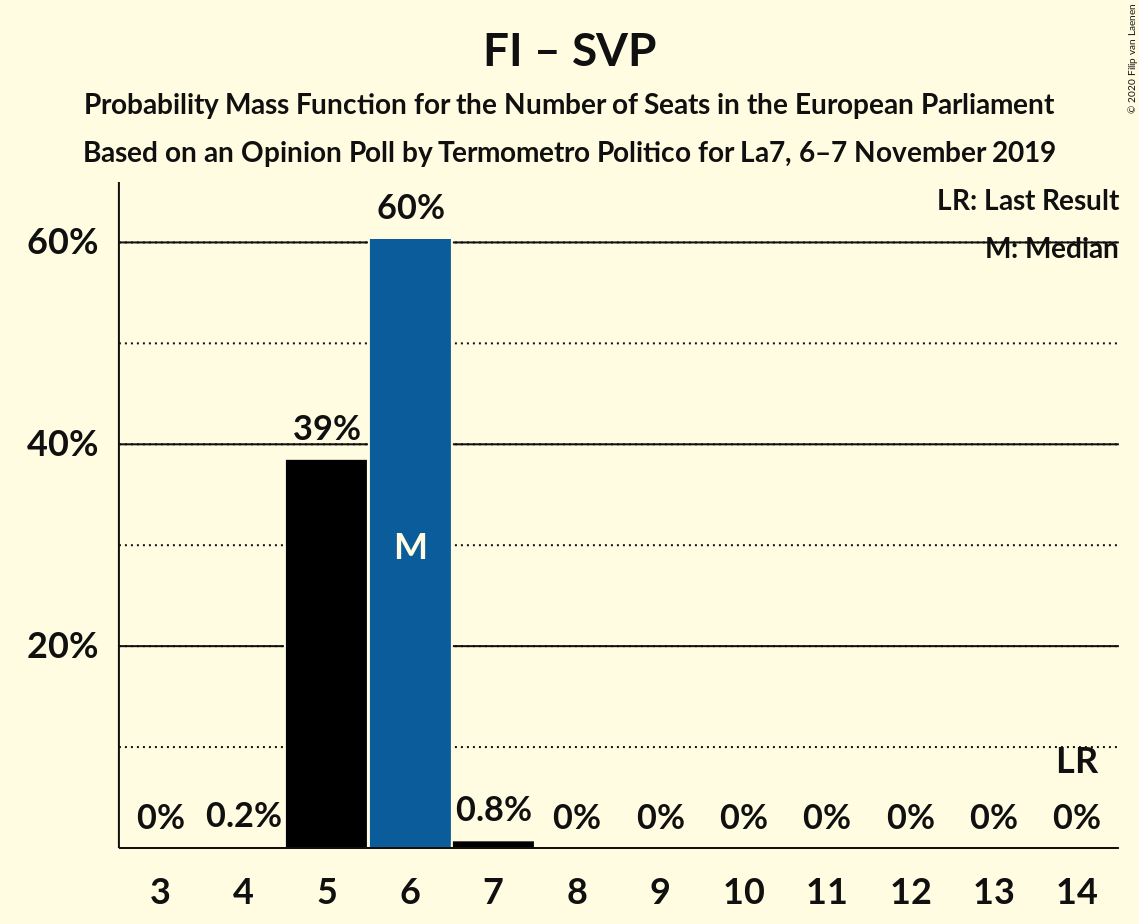 FI – SVP
Probability Mass Function for the Number of Seats in the European Parliament
Based on an Opinion Poll by Termometro Politico for La7, 6–7 November 2019
© 2020 Filip van Laenen
LR: Last Result
M: Median
60%
40%
20%
0%
0.2%
39%
60%
M
0.8%
0%
0%
0%
0%
0%
0%
LR
0%
3 4 5 6 7 8 9 10 11 12 13 14